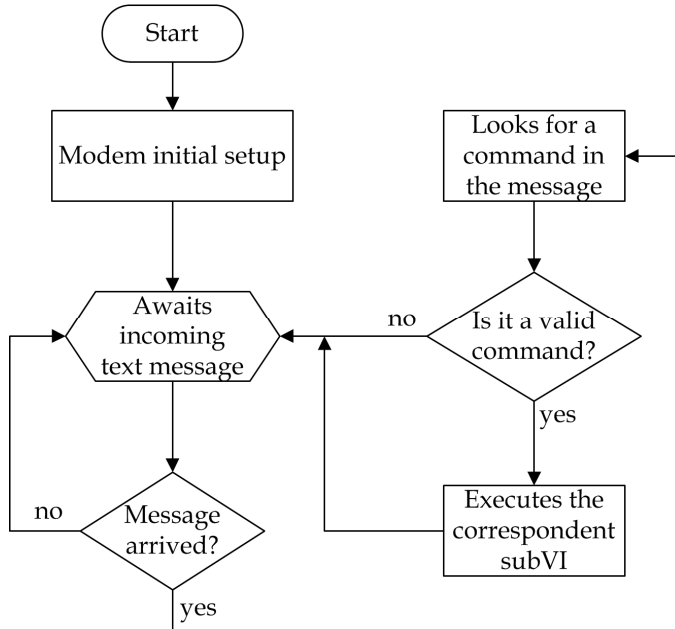 Start
Modem initial setup
Awaits
incoming
text message
no
Message
arrived?
yes
Looks for a
command in
the message
no
Is it a valid
command?
yes
Executes the
correspondent
subVI